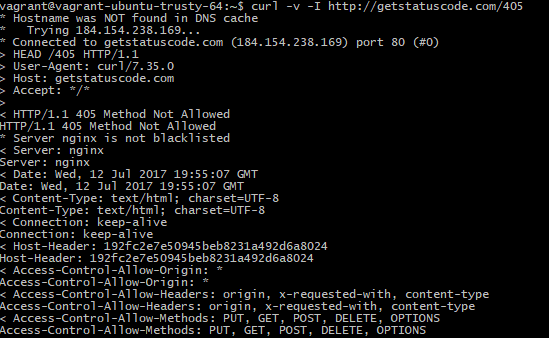 vagrant@vagrant-ubuntu-trusty-64:~$ curl -v -I http://getstatuscode.com/405
* Hostname was NOT found in DNS cache
*   Trying 184.154.238.169...
* Connected to getstatuscode.com (184.154.238.169) port 80 (#0)
> HEAD /405 HTTP/1.1
> User-Agent: curl/7.35.0
> Host: getstatuscode.com
> Accept: */*
>
< HTTP/1.1 405 Method Not Allowed
HTTP/1.1 405 Method Not Allowed
* Server nginx is not blacklisted
< Server: nginx
Server: nginx
< Date: Wed, 12 Jul 2017 19:55:07 GMT
Date: Wed, 12 Jul 2017 19:55:07 GMT
< Content-Type: text/html; charset=UTF-8
Content-Type: text/html; charset=UTF-8
< Connection: keep-alive
Connection: keep-alive
< Host-Header: 192fc2e7e50945beb8231a492d6a8024
Host-Header: 192fc2e7e50945beb8231a492d6a8024
< Access-Control-Allow-Origin: *
Access-Control-Allow-Origin: *
< Access-Control-Allow-Headers: origin, x-requested-with, content-type
Access-Control-Allow-Headers: origin, x-requested-with, content-type
< Access-Control-Allow-Methods: PUT, GET, POST, DELETE, OPTIONS
Access-Control-Allow-Methods: PUT, GET, POST, DELETE, OPTIONS